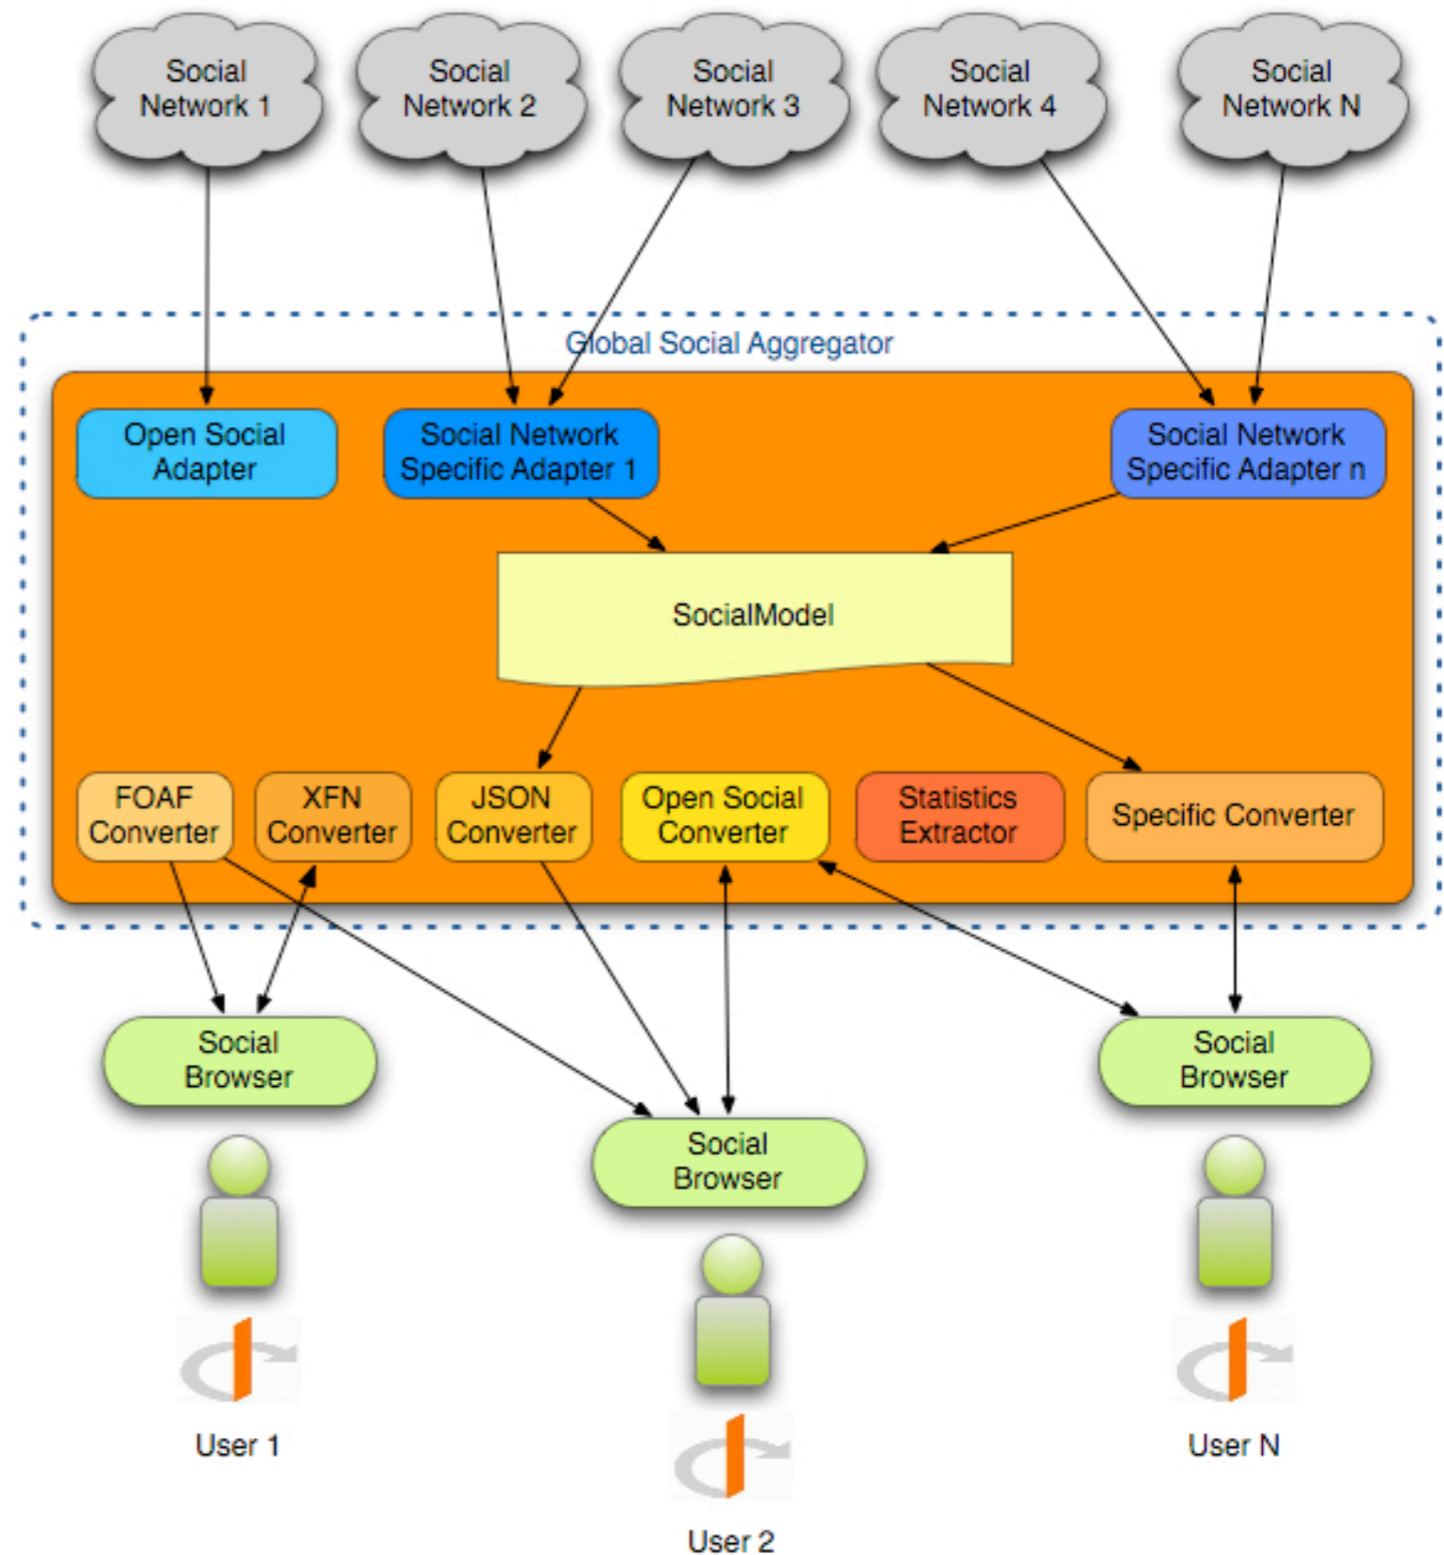 Social
Network 1
Social
Network 2
Social
Network 3
Social
Network 4
Social
Network N
Global Social Aggregator
Open Social
Adapter
Social Network
Specific Adapter 1
Social Network
Specific Adapter n
SocialModel
FOAF
Converter
XFN
Converter
JSON
Converter
Open Social
Converter
Statistics
Extractor
Specific Converter
Social
Browser
Social
Browser
Social
Browser
User 1
User 2
User N